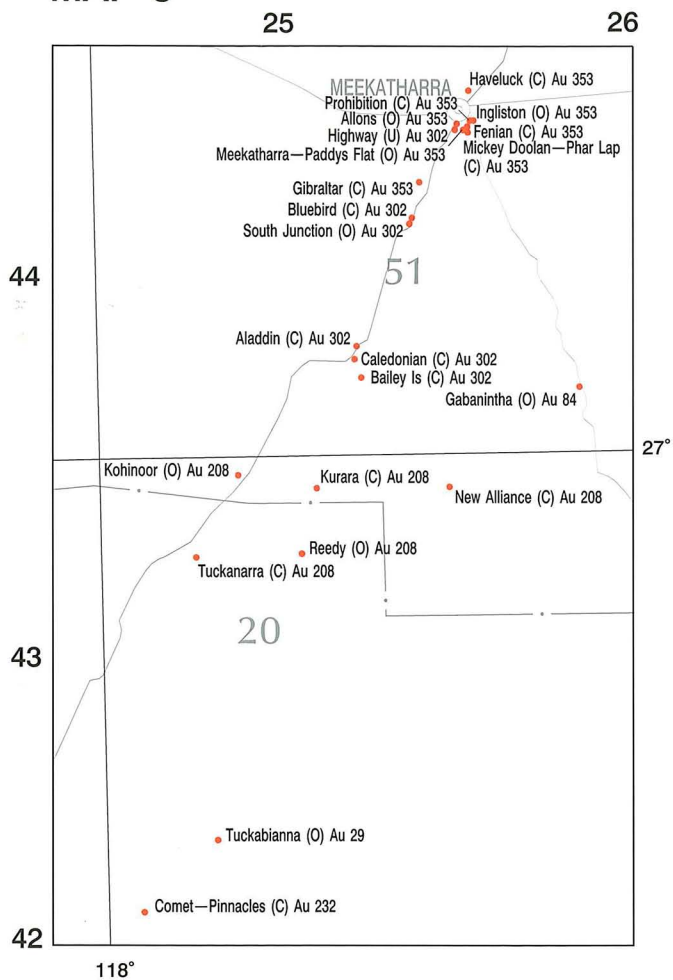 25
26
MEEKATHARRA
Haveluck (C) Au 353
Prohibition (C) Au 353
Ingliston (O) Au 353
Allons (O) Au 353
Highway (U) Au 302
Fenian (C) Au 353
Meekatharra—Paddys Flat (O) Au 353
Mickey Doolan—Phar Lap
(C) Au 353
Gibraltar (C) Au 353
Bluebird (C) Au 302
South Junction (O) Au 302
44
51
Aladdin (C) Au 302
Caledonian (C) Au 302
Bailey Is (C) Au 302
Gabanintha (O) Au 84
27°
Kohinoor (O) Au 208
Kurara (C) Au 208
New Alliance (C) Au 208
Reedy (O) Au 208
Tuckanarra (C) Au 208
20
43
Tuckabianna (O) Au 29
Comet—Pinnacles (C) Au 232
42
118°